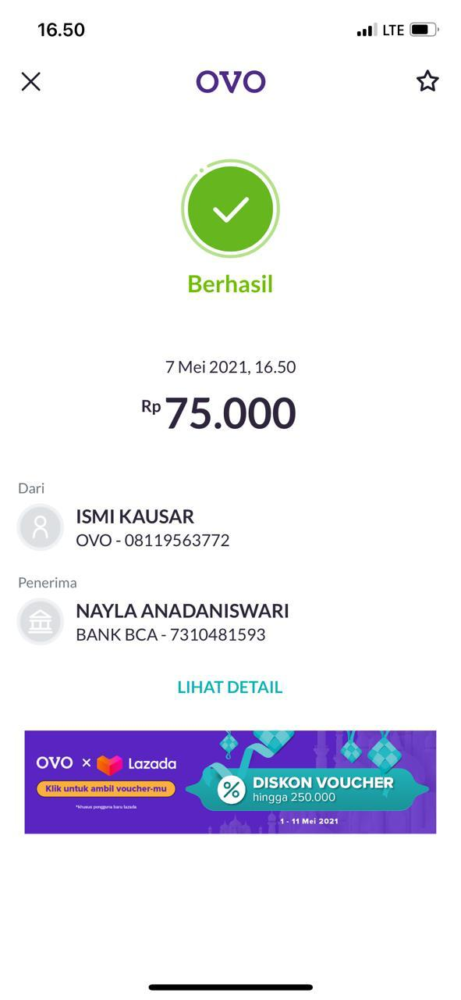 16.50
LTE
OVO
Berhasil
7 Mei 2021, 16.50
Rp 75.000
Dari
ISMI KAUSAR
OVO - 08119563772
Penerima
NAYLA ANADANISWARI
BANK BCA - 7310481593
LIHAT DETAIL
OVO × Lazada
Klik untuk ambil voucher-mu
*khusus pengguna baru lazada
% DISKON VOUCHER
hingga 250.000
1 - 11 Mei 2021